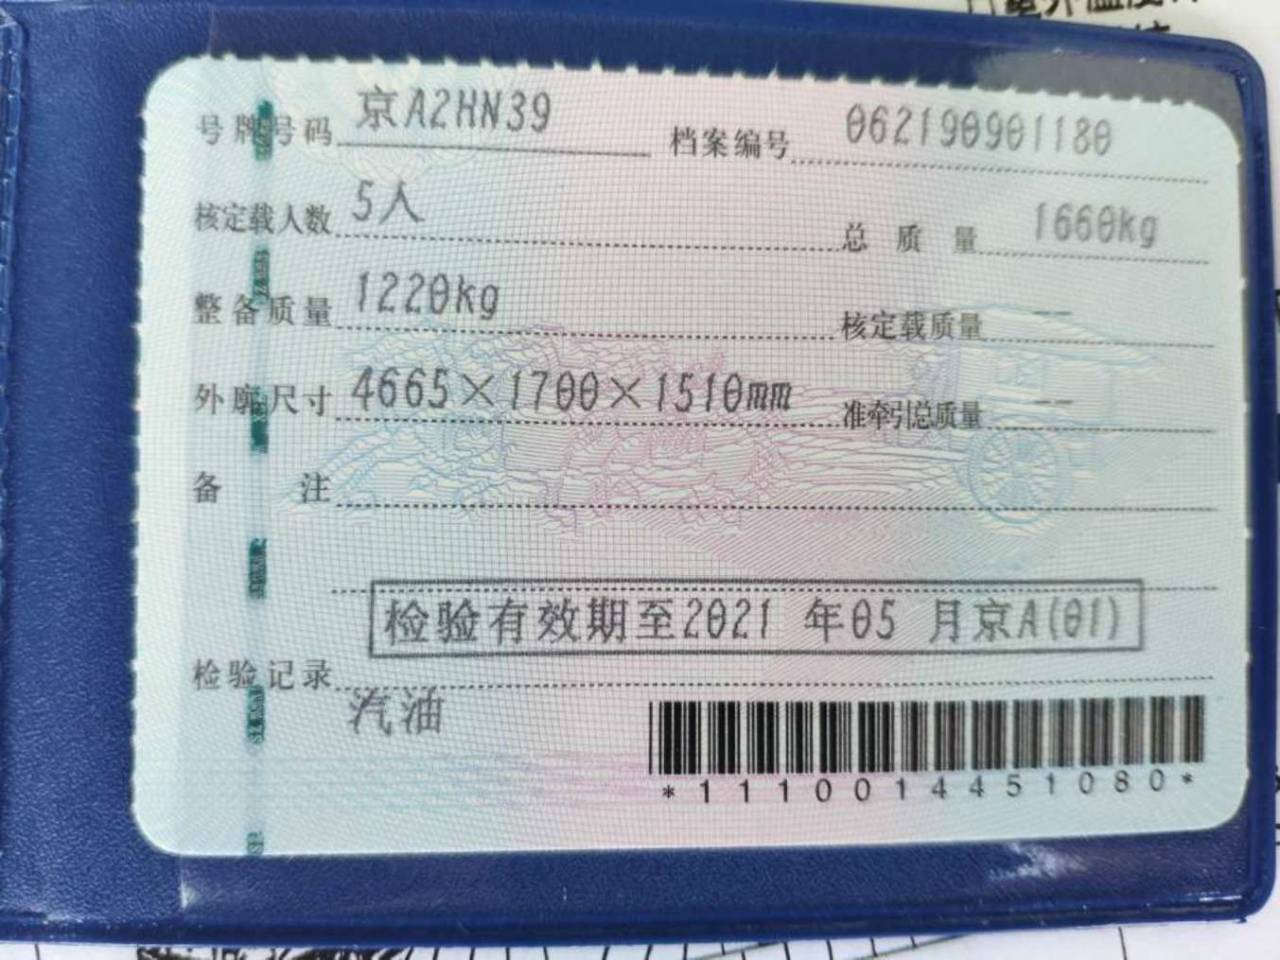 号牌号码 京A2HN39 档案编号 062190901180
核定载人数 5人 总质量 1660kg
整备质量 1220kg 核定载质量 --
外廓尺寸 4665×1700×1510mm 准牵引总质量 --
备注
检验有效期至2021 年05 月京A(01)
检验记录
汽油
*1110014451080*